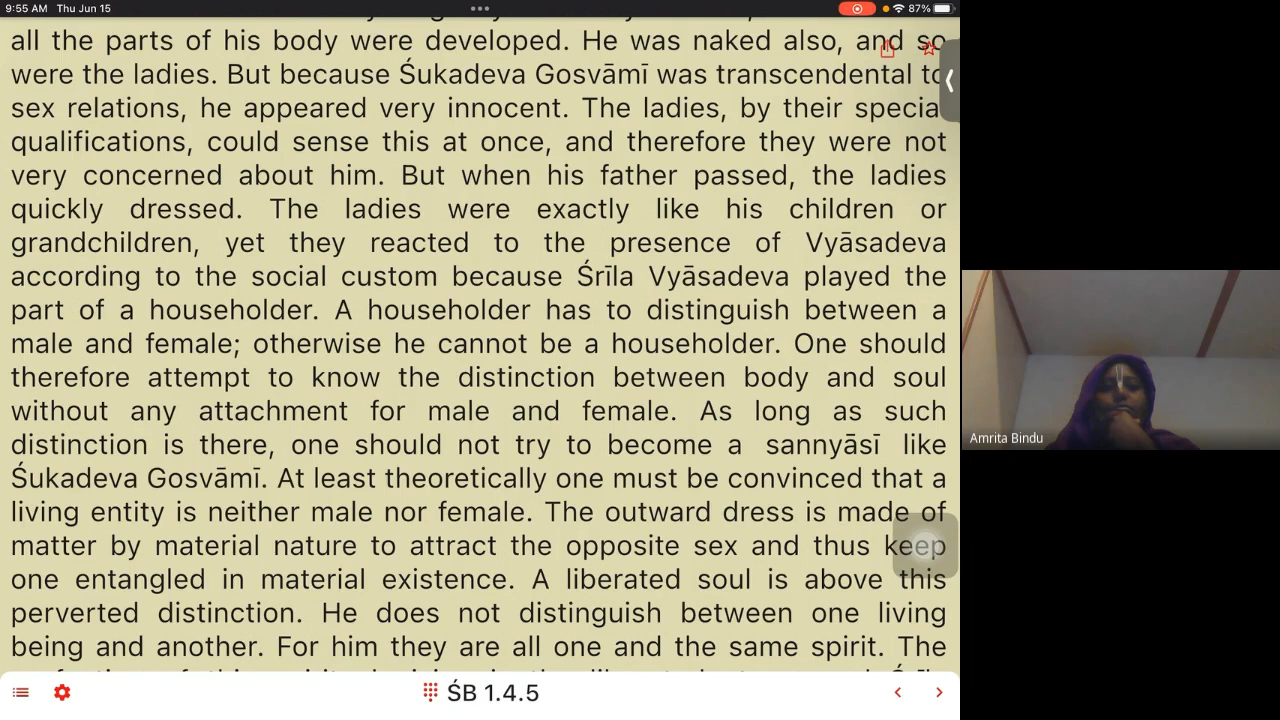 9:55 AM Thu Jun 15
87%
all the parts of his body were developed. He was naked also, and so
were the ladies. But because Śukadeva Gosvāmī was transcendental to
sex relations, he appeared very innocent. The ladies, by their special
qualifications, could sense this at once, and therefore they were not
very concerned about him. But when his father passed, the ladies
quickly dressed. The ladies were exactly like his children or
grandchildren, yet they reacted to the presence of Vyāsadeva
according to the social custom because Śrīla Vyāsadeva played the
part of a householder. A householder has to distinguish between a
male and female; otherwise he cannot be a householder. One should
therefore attempt to know the distinction between body and soul
without any attachment for male and female. As long as such
distinction is there, one should not try to become a sannyāsī like
Śukadeva Gosvāmī. At least theoretically one must be convinced that a
living entity is neither male nor female. The outward dress is made of
matter by material nature to attract the opposite sex and thus keep
one entangled in material existence. A liberated soul is above this
perverted distinction. He does not distinguish between one living
being and another. For him they are all one and the same spirit. The
ŚB 1.4.5
Amrita Bindu